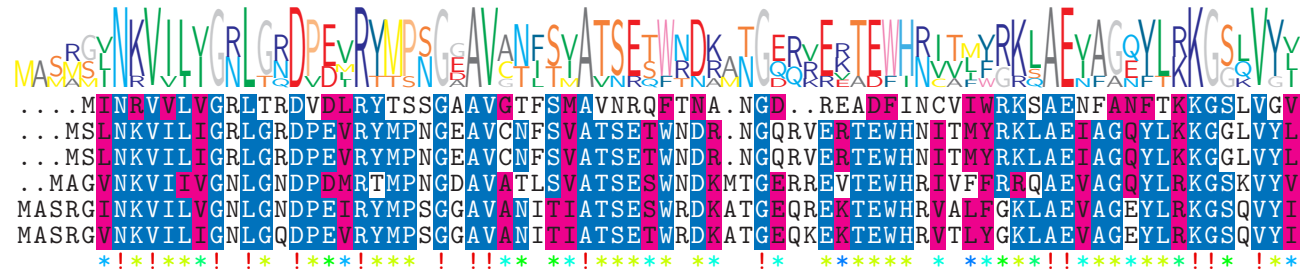 ....MINRVVLVGRLTRDVDLRYTSSGAAVGTFSMAVNRQFTNA.NGD..READFINCVIWRKSAENFANFTKKGSLVGV
...MSLNKVILIGRLGRDPEVRYMPNGEAVCNFSVATSETWNDR.NGQRVERTEWHNITMYRKLAEIAGQYLKKGGLVYL
...MSLNKVILIGRLGRDPEVRYMPNGEAVCNFSVATSETWNDR.NGQRVERTEWHNITMYRKLAEIAGQYLKKGGLVYL
..MAGVNKVIIVGNLGNDPDMRTMPNGDAVATLSVATSESWNDKMTGERREVTEWHRIVFFRRQAEVAGQYLRKGSKVYV
MASRGINKVILVGNLGNDPEIRYMPSGGAVANITIATSESWRDKATGEQREKTEWHRVALFGKLAEVAGEYLRKGSQVYI
MASRGVNKVILIGNLGQDPEVRYMPSGGAVANITIATSETWRDKATGEQKEKTEWHRVTLYGKLAEVAGEYLRKGSQVYI